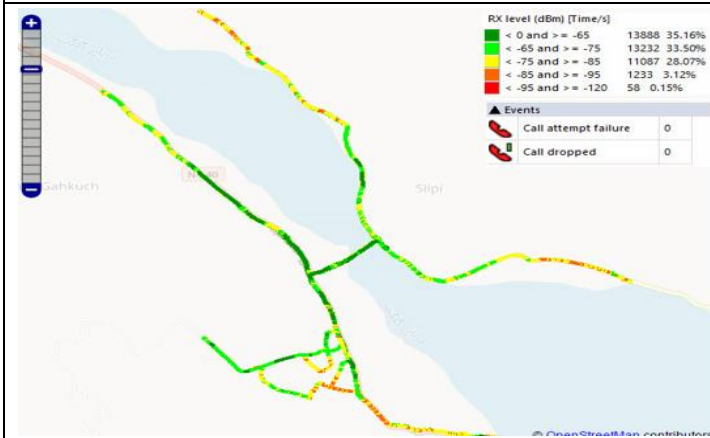 RX level (dBm) [Time/s]
< 0 and >= -65 13888 35.16%
< -65 and >= -75 13232 33.50%
< -75 and >= -85 11087 28.07%
< -85 and >= -95 1233 3.12%
< -95 and >= -120 58 0.15%
▲ Events
Call attempt failure 0
Call dropped 0
Gahkuch
Silpi
© OpenStreetMap contributors